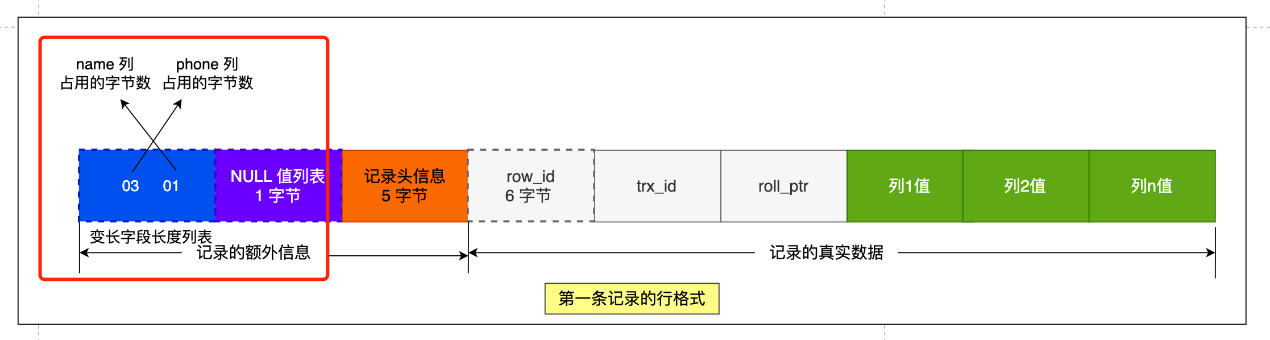 name 列
占用的字节数
phone 列
占用的字节数
03
01
NULL 值列表
1 字节
记录头信息
5 字节
row_id
6 字节
trx_id
roll_ptr
列1值
列2值
列n值
变长字段长度列表
记录的额外信息
记录的真实数据
第一条记录的行格式